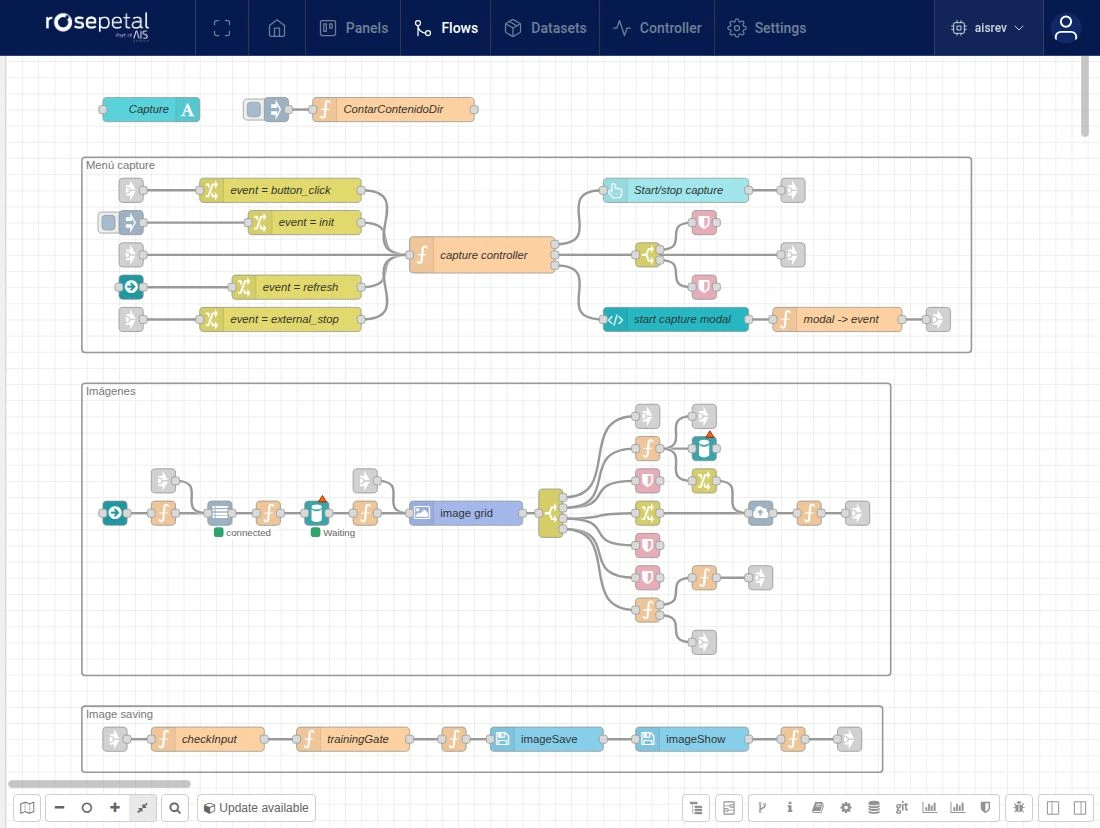 rosepetal
Part of AIS
Panels
Flows
Datasets
Controller
Settings
aisrev
Capture
A
ContarContenidoDir
Menú capture
event = button_click
Start/stop capture
event = init
capture controller
event = refresh
event = external_stop
start capture modal
modal -> event
Imágenes
image grid
connected
Waiting
Image saving
checkInput
trainingGate
imageSave
imageShow
Update available
git